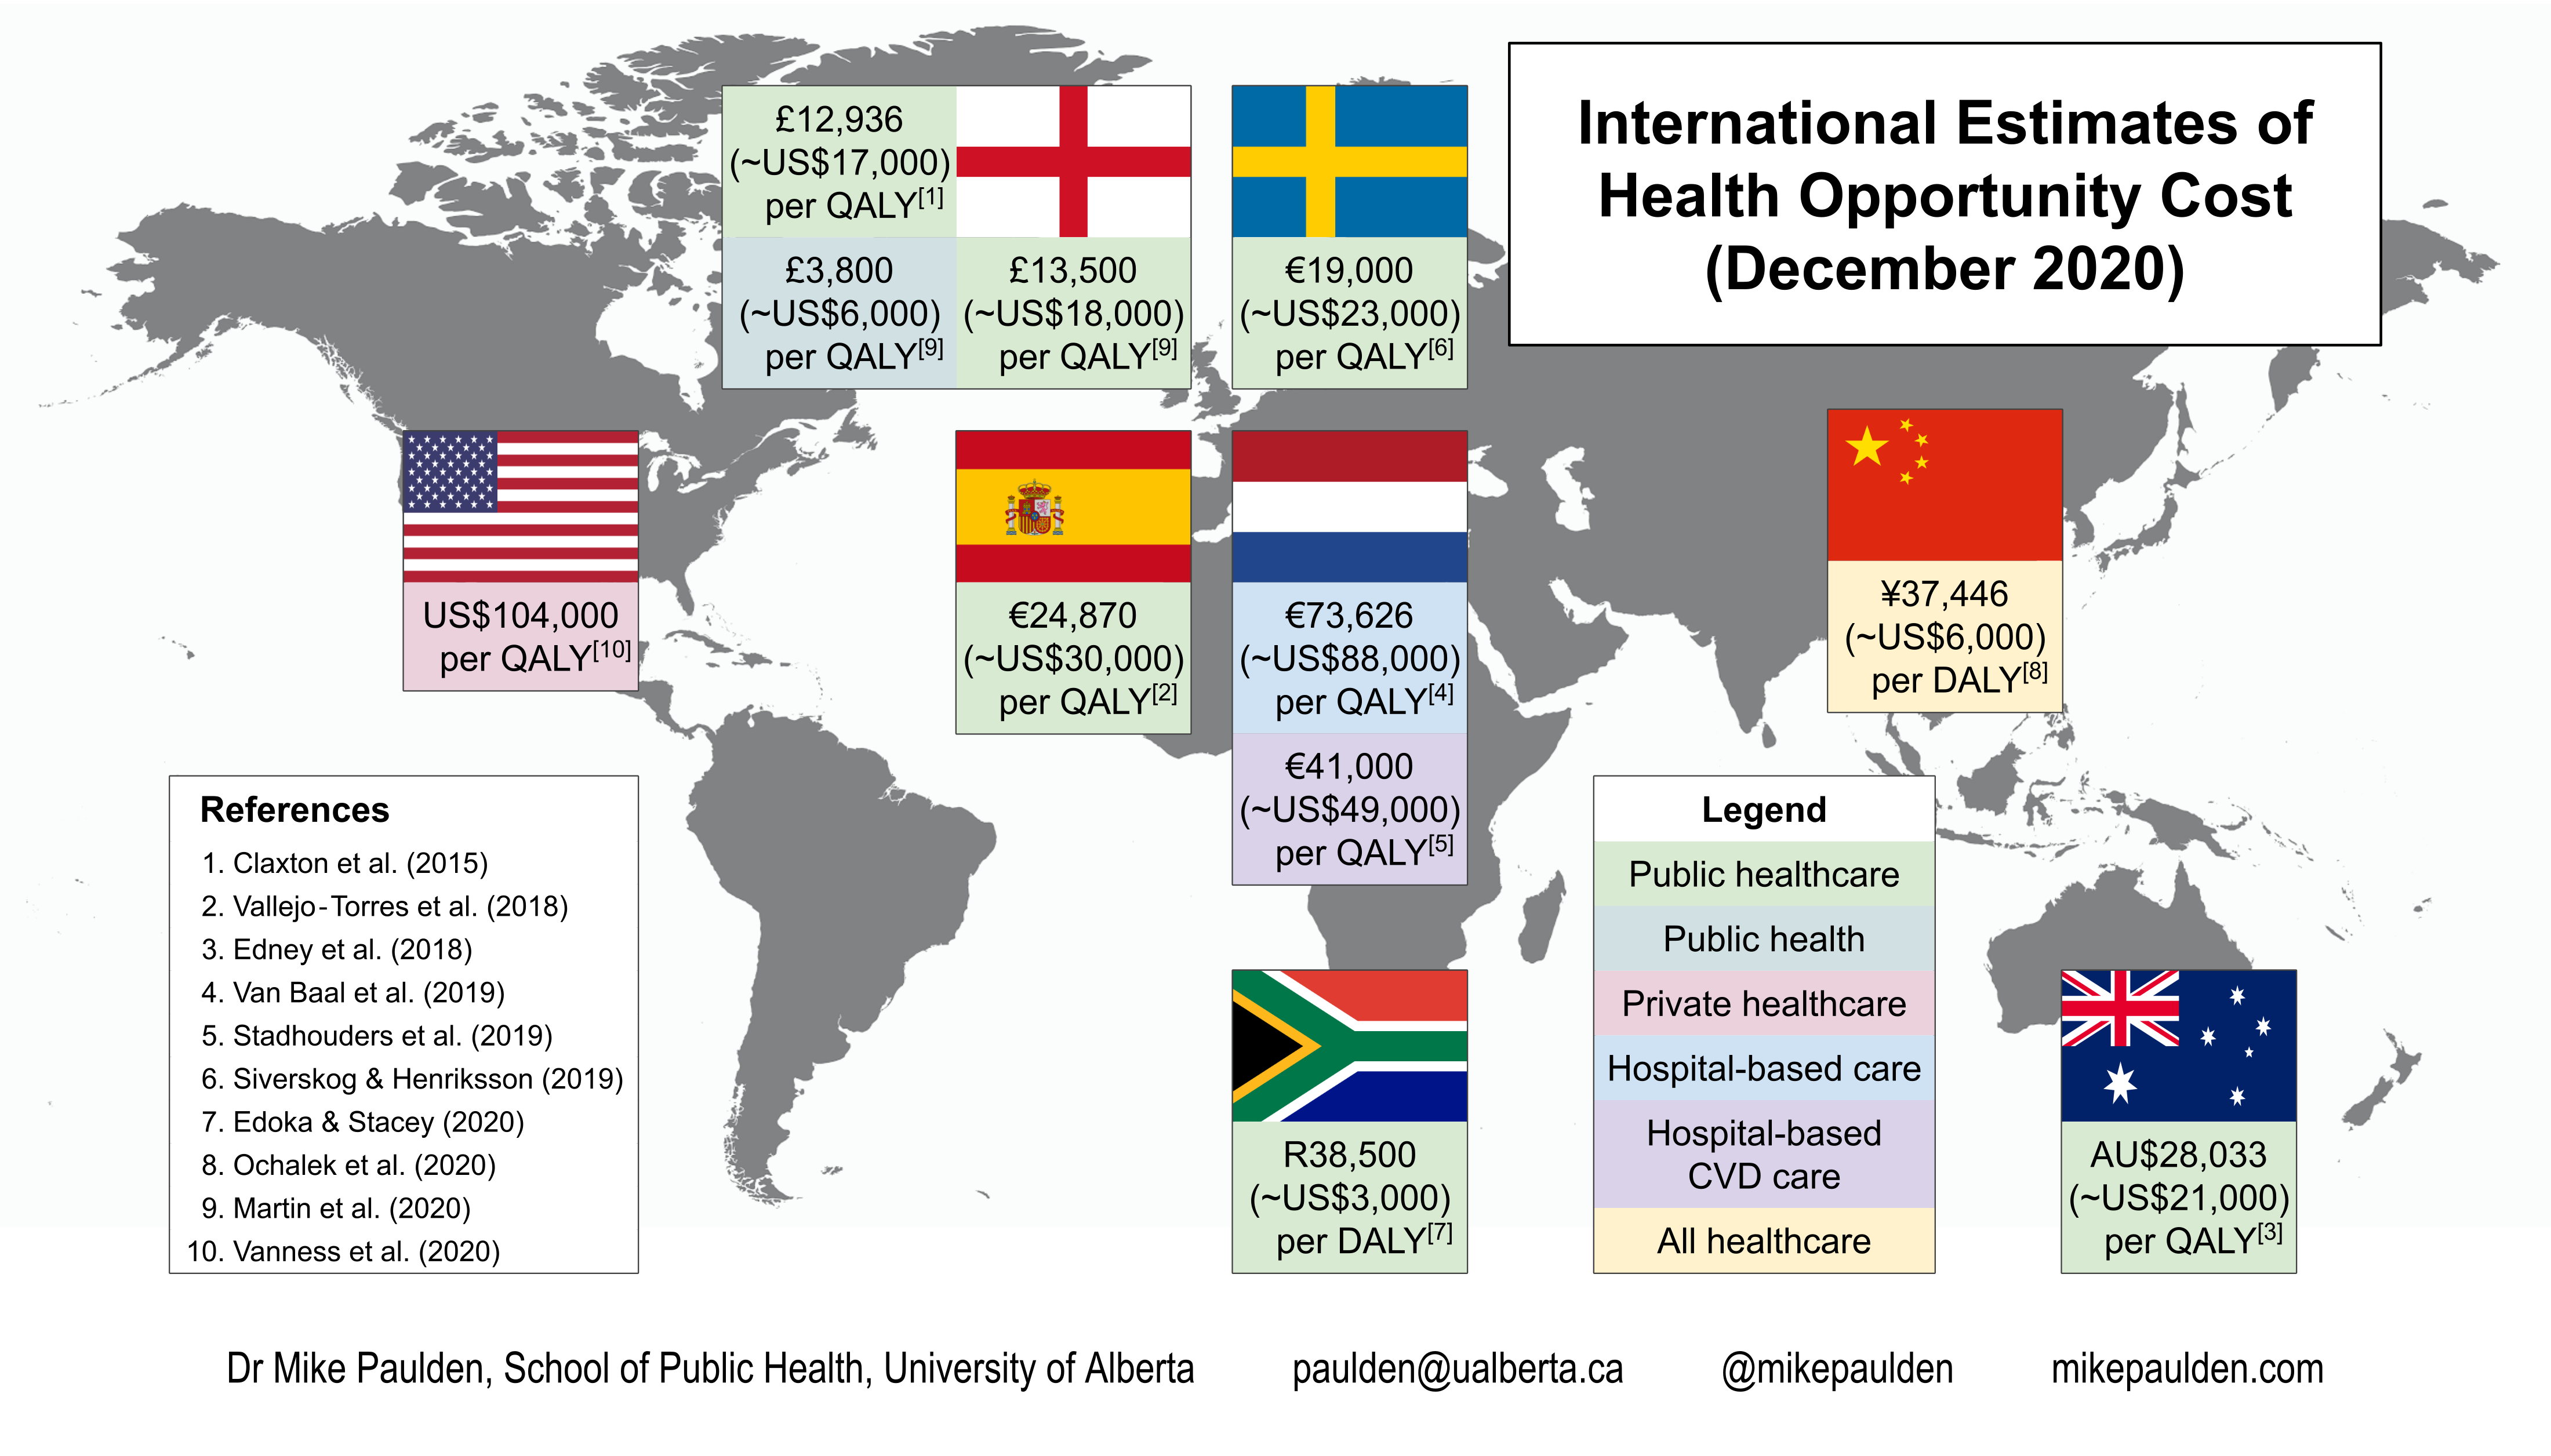 International Estimates of
Health Opportunity Cost
(December 2020)
£12,936
(~US$17,000)
per QALY[1]
£3,800
(~US$6,000)
per QALY[9]
£13,500
(~US$18,000)
per QALY[9]
€19,000
(~US$23,000)
per QALY[6]
US$104,000
per QALY[10]
€24,870
(~US$30,000)
per QALY[2]
€73,626
(~US$88,000)
per QALY[4]
€41,000
(~US$49,000)
per QALY[5]
¥37,446
(~US$6,000)
per DALY[8]
References
1. Claxton et al. (2015)
2. Vallejo-Torres et al. (2018)
3. Edney et al. (2018)
4. Van Baal et al. (2019)
5. Stadhouders et al. (2019)
6. Siverskog & Henriksson (2019)
7. Edoka & Stacey (2020)
8. Ochalek et al. (2020)
9. Martin et al. (2020)
10. Vanness et al. (2020)
R38,500
(~US$3,000)
per DALY[7]
Legend
Public healthcare
Public health
Private healthcare
Hospital-based care
Hospital-based
CVD care
All healthcare
AU$28,033
(~US$21,000)
per QALY[3]
Dr Mike Paulden, School of Public Health, University of Alberta paulden@ualberta.ca @mikepaulden mikepaulden.com